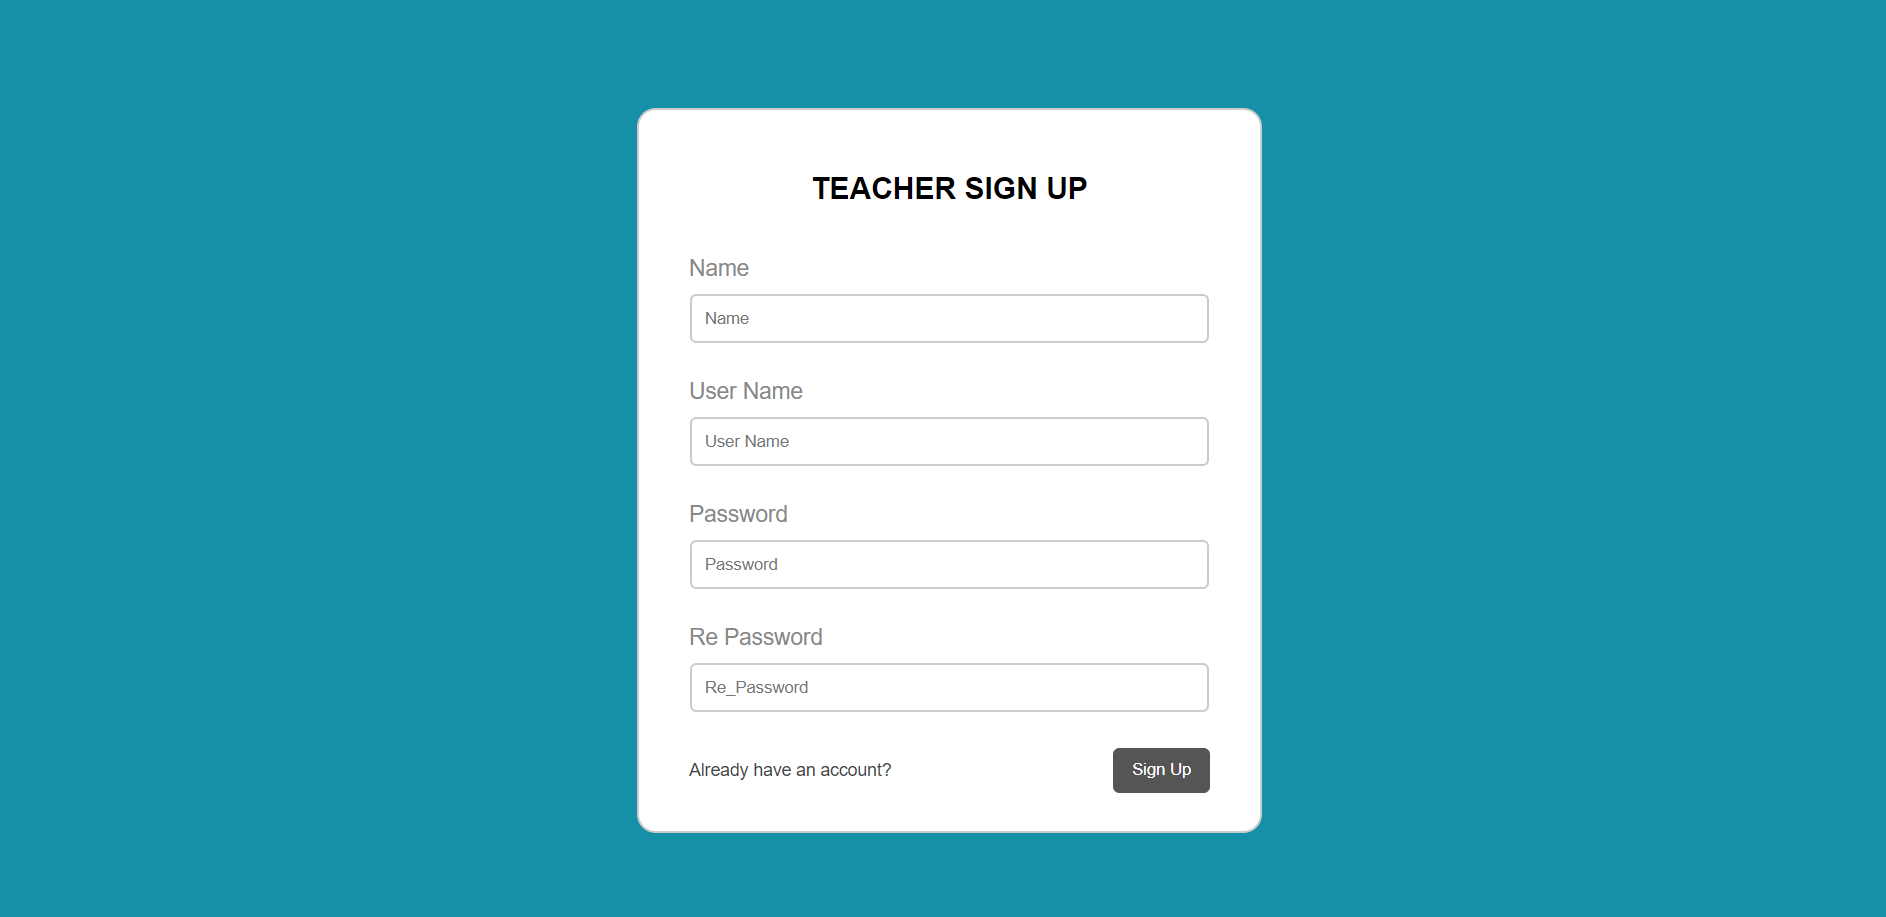 TEACHER SIGN UP
Name
Name
User Name
User Name
Password
Password
Re Password
Re_Password
Already have an account?
Sign Up